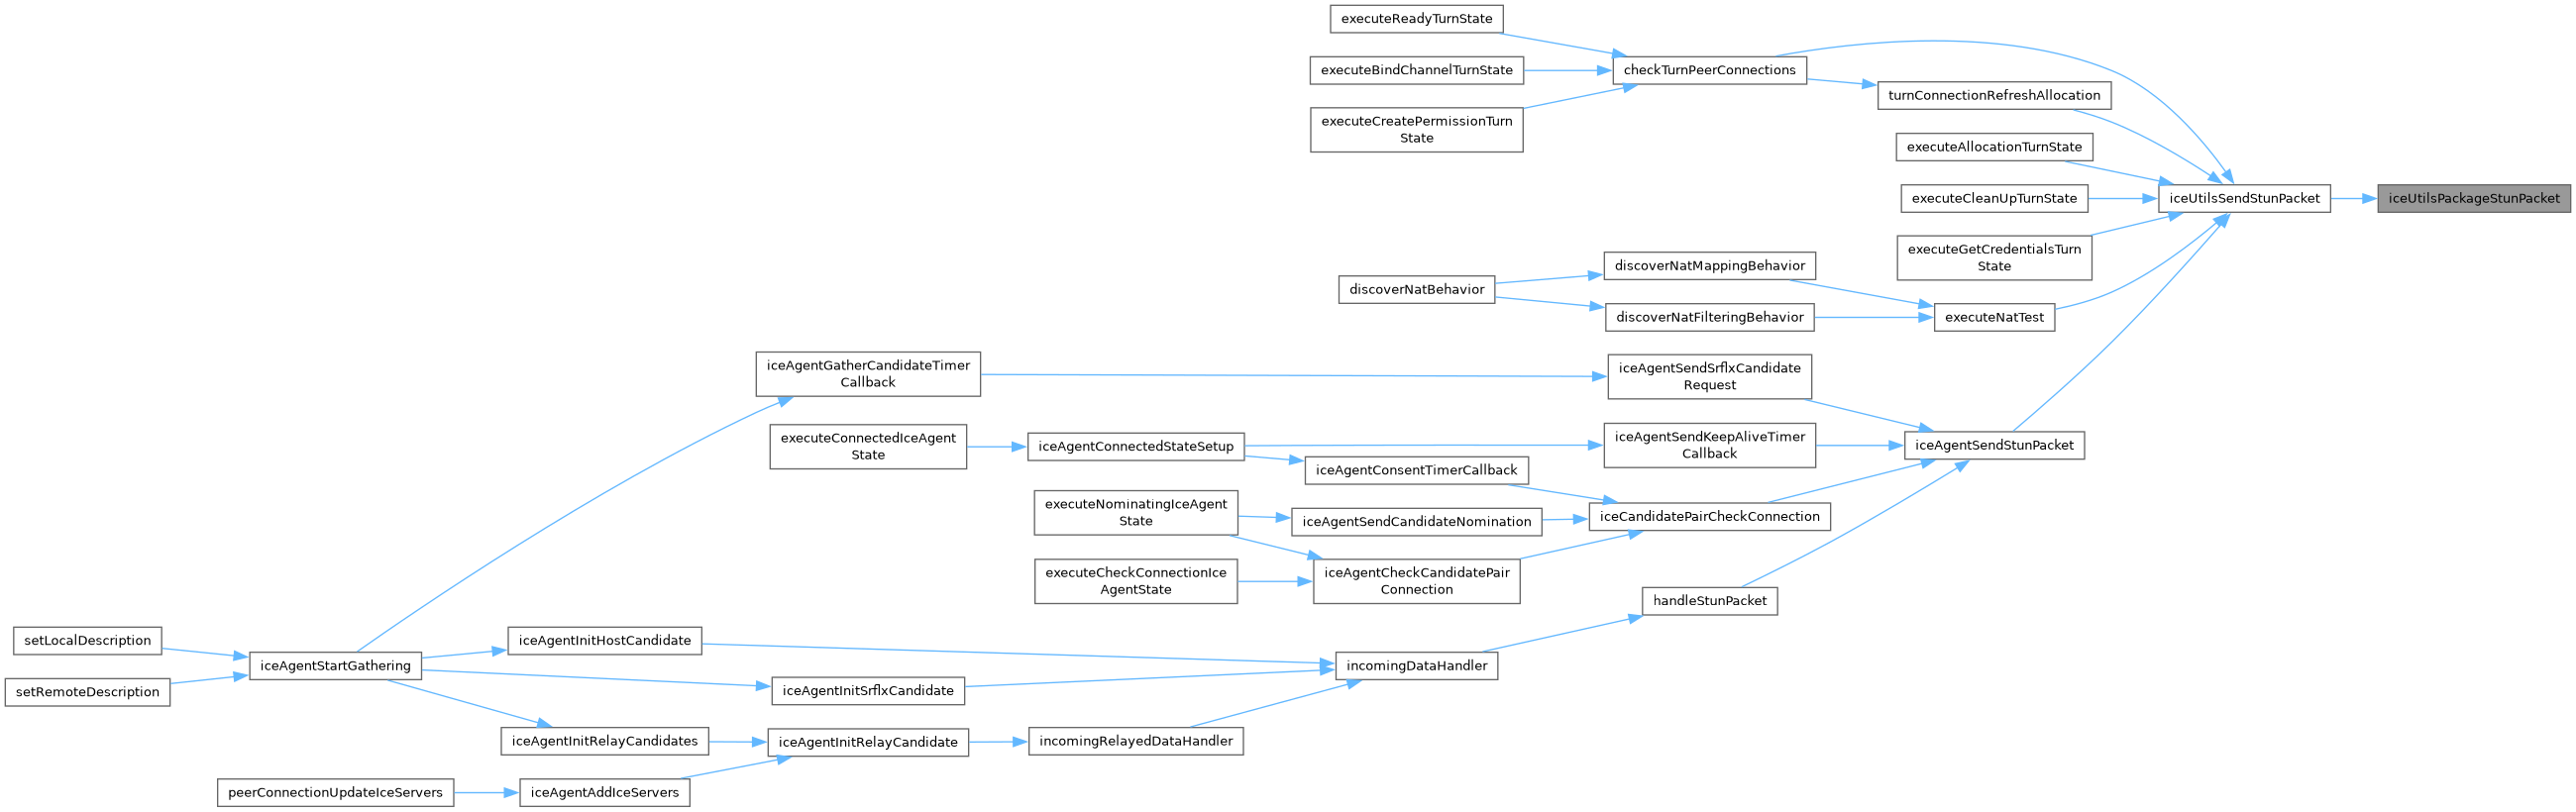 executeReadyTurnState
checkTurnPeerConnections
executeBindChannelTurnState
turnConnectionRefreshAllocation
executeCreatePermissionTurn
State
executeAllocationTurnState
iceUtilsSendStunPacket
iceUtilsPackageStunPacket
executeCleanUpTurnState
executeGetCredentialsTurn
State
discoverNatMappingBehavior
discoverNatBehavior
discoverNatFilteringBehavior
executeNatTest
iceAgentGatherCandidateTimer
Callback
iceAgentSendSrflxCandidate
Request
executeConnectedIceAgent
State
iceAgentConnectedStateSetup
iceAgentSendKeepAliveTimer
Callback
iceAgentSendStunPacket
iceAgentConsentTimerCallback
executeNominatingIceAgent
State
iceAgentSendCandidateNomination
iceCandidatePairCheckConnection
executeCheckConnectionIce
AgentState
iceAgentCheckCandidatePair
Connection
handleStunPacket
setLocalDescription
iceAgentInitHostCandidate
iceAgentStartGathering
incomingDataHandler
setRemoteDescription
iceAgentInitSrflxCandidate
iceAgentInitRelayCandidates
iceAgentInitRelayCandidate
incomingRelayedDataHandler
peerConnectionUpdateIceServers
iceAgentAddIceServers